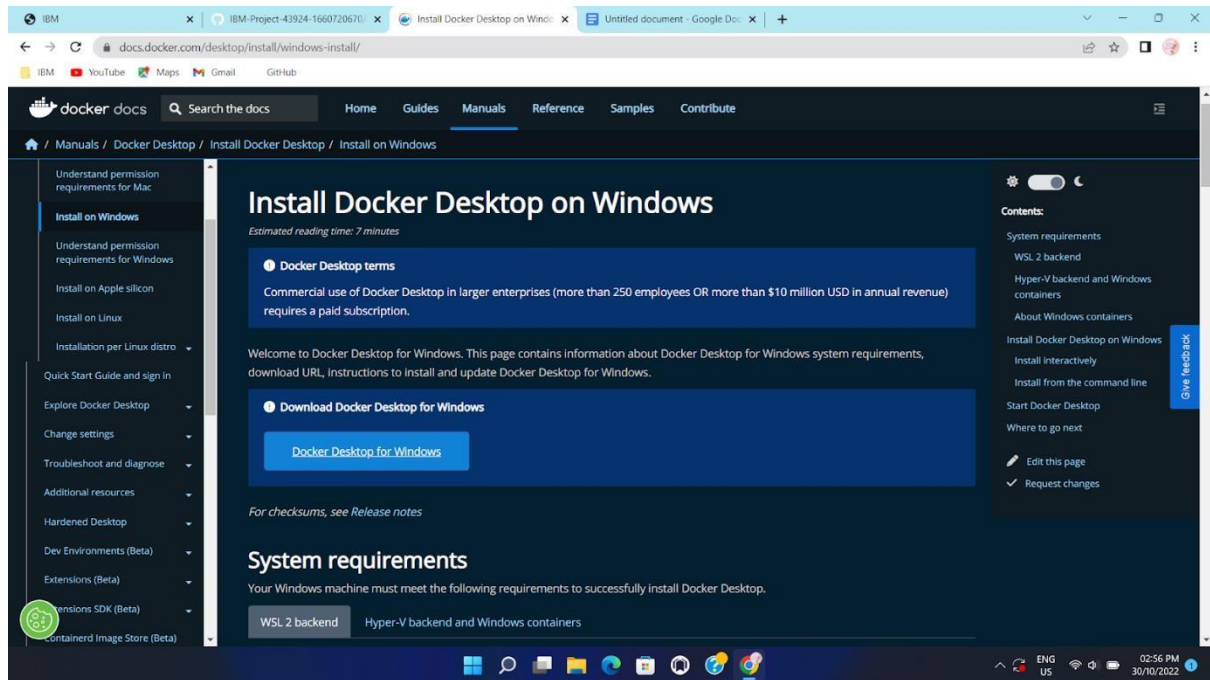 IBM
IBM-Project-43924-1660720670/
Install Docker Desktop on Windo
Untitled document - Google Doc
docs.docker.com/desktop/install/windows-install/
IBM
YouTube
Maps
Gmail
GitHub
docker docs
Search the docs
Home
Guides
Manuals
Reference
Samples
Contribute
/ Manuals / Docker Desktop / Install Docker Desktop / Install on Windows
Understand permission
requirements for Mac
Install on Windows
Understand permission
requirements for Windows
Install on Apple silicon
Install on Linux
Installation per Linux distro
Quick Start Guide and sign in
Explore Docker Desktop
Change settings
Troubleshoot and diagnose
Additional resources
Hardened Desktop
Dev Environments (Beta)
Extensions (Beta)
tensions SDK (Beta)
Containerd Image Store (Beta)
Install Docker Desktop on Windows
Estimated reading time: 7 minutes
Docker Desktop terms
Commercial use of Docker Desktop in larger enterprises (more than 250 employees OR more than $10 million USD in annual revenue)
requires a paid subscription.
Welcome to Docker Desktop for Windows. This page contains information about Docker Desktop for Windows system requirements,
download URL, instructions to install and update Docker Desktop for Windows.
Download Docker Desktop for Windows
Docker Desktop for Windows
For checksums, see Release notes
System requirements
Your Windows machine must meet the following requirements to successfully install Docker Desktop.
WSL 2 backend
Hyper-V backend and Windows containers
Contents:
System requirements
WSL 2 backend
Hyper-V backend and Windows
containers
About Windows containers
Install Docker Desktop on Windows
Install interactively
Install from the command line
Start Docker Desktop
Where to go next
Edit this page
Request changes
Give feedback
ENG
US
02:56 PM
30/10/2022
1